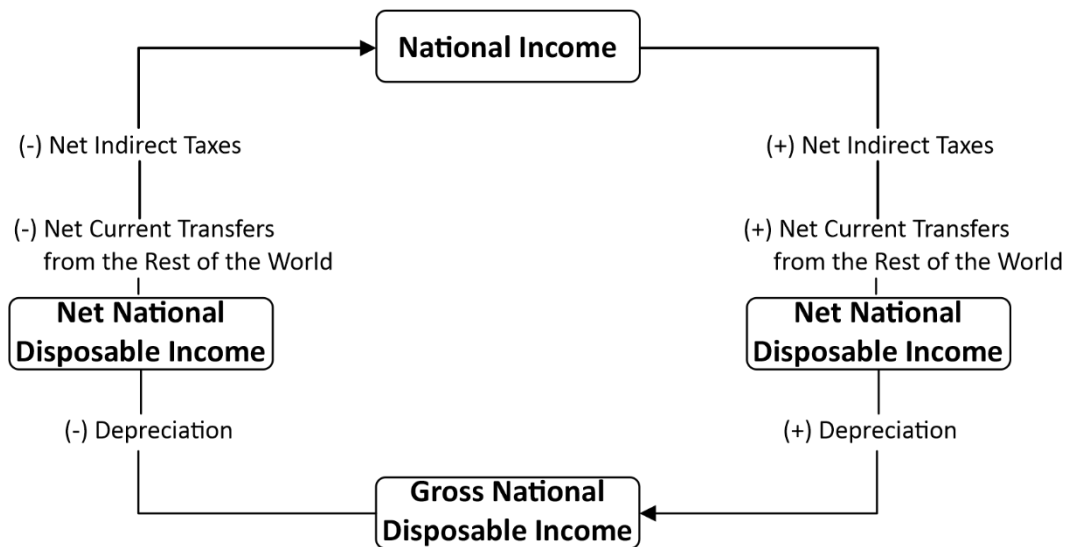 National Income
(-) Net Indirect Taxes
(+) Net Indirect Taxes
(-) Net Current Transfers
from the Rest of the World
(+) Net Current Transfers
from the Rest of the World
Net National
Disposable Income
Net National
Disposable Income
(-) Depreciation
(+) Depreciation
Gross National
Disposable Income